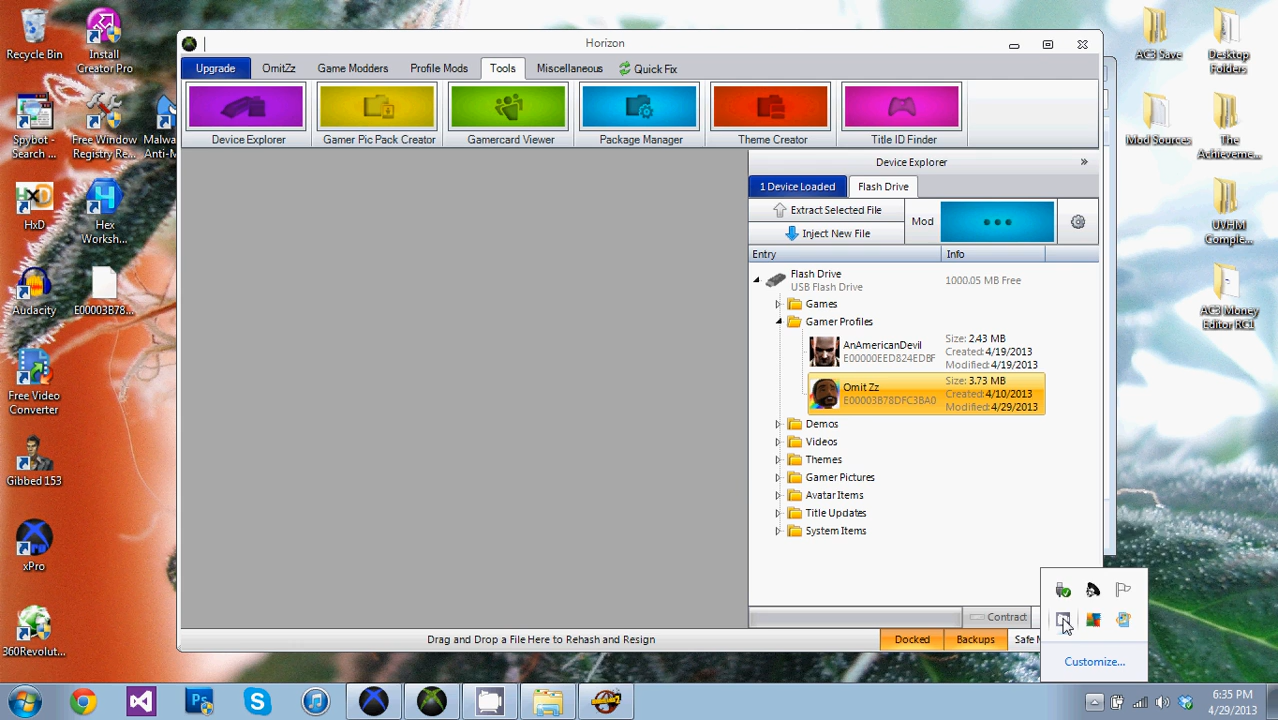 Recycle Bin
Install
Creator Pro
Spybot -
Search ...
Free Window
Registry Re...
Malwa
Anti-M
HxD
Hex
Worksh...
Audacity
E00003B78...
Free Video
Converter
Gibbed 153
xPro
360Revolut...
Horizon
Upgrade
OmitZz
Game Modders
Profile Mods
Tools
Miscellaneous
Quick Fix
Device Explorer
Gamer Pic Pack Creator
Gamercard Viewer
Package Manager
Theme Creator
Title ID Finder
Device Explorer
»
1 Device Loaded
Flash Drive
Extract Selected File
Inject New File
Mod
Entry
Info
Flash Drive
USB Flash Drive
1000.05 MB Free
Games
Gamer Profiles
AnAmericanDevil
E00000EED824EDBF
Size: 2.43 MB
Created: 4/19/2013
Modified: 4/19/2013
Omit Zz
E00003B78DFC3BA0
Size: 3.73 MB
Created: 4/10/2013
Modified: 4/29/2013
Demos
Videos
Themes
Gamer Pictures
Avatar Items
Title Updates
System Items
Contract
Drag and Drop a File Here to Rehash and Resign
Docked
Backups
Safe M
AC3 Save
Desktop
Folders
Mod Sources
The
Achieveme...
UVHM
Comple...
AC3 Money
Editor RC1
Customize...
6:35 PM
4/29/2013